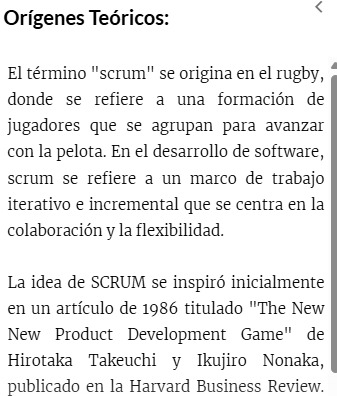 Orígenes Teóricos:
El término "scrum" se origina en el rugby,
donde se refiere a una formación de
jugadores que se agrupan para avanzar
con la pelota. En el desarrollo de software,
scrum se refiere a un marco de trabajo
iterativo e incremental que se centra en la
colaboración y la flexibilidad.
La idea de SCRUM se inspiró inicialmente
en un artículo de 1986 titulado "The New
New Product Development Game" de
Hirotaka Takeuchi y Ikujiro Nonaka,
publicado en la Harvard Business Review.